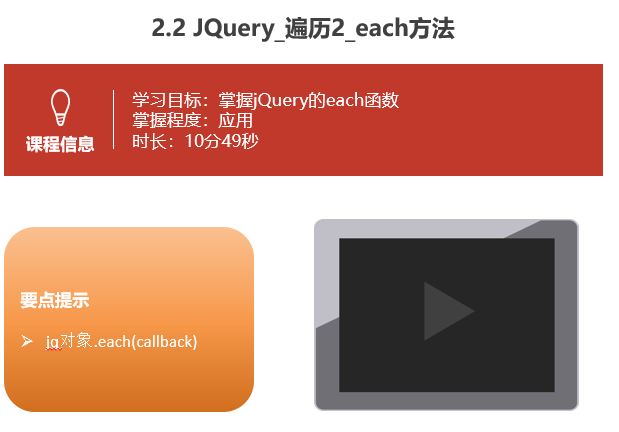 2.2 JQuery_遍历2_each方法
学习目标：掌握jQuery的each函数
掌握程度：应用
时长：10分49秒
课程信息
要点提示
jq对象.each(callback)